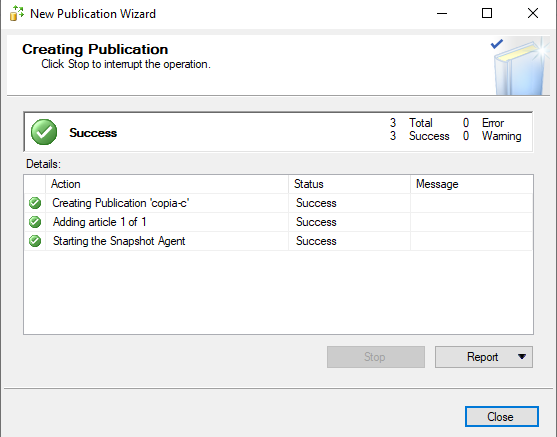 New Publication Wizard
Creating Publication
Click Stop to interrupt the operation.
Success
3 Total 0 Error
3 Success 0 Warning
Details:
Action Status Message
Creating Publication 'copia-c' Success
Adding article 1 of 1 Success
Starting the Snapshot Agent Success
Stop
Report
Close